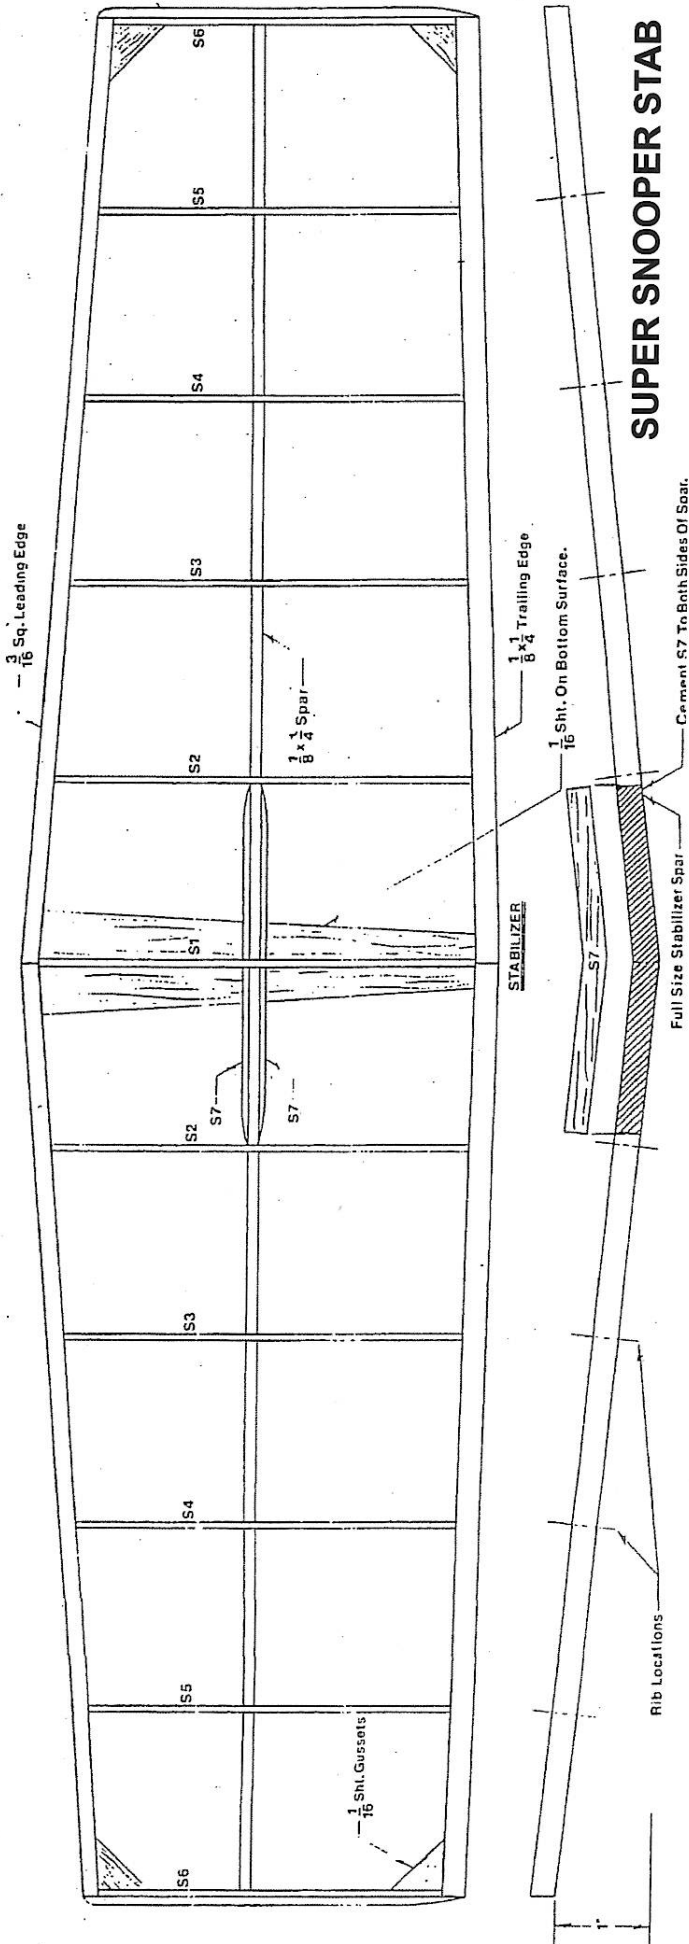 SUPER SNOOPER STAB
3/16 Sq. Leading Edge
S6
S5
S4
S3
S2
S1
S2
S3
S4
S5
S6
1/8 x 1/4 Spar
1/8 x 1/4 Trailing Edge
1/16 Sht. On Bottom Surface.
S7
S7
1/16 Sht. Gussets
STABILIZER
S7
Full Size Stabilizer Spar
Cement S7 To Both Sides Of Spar.
Rib Locations
1"